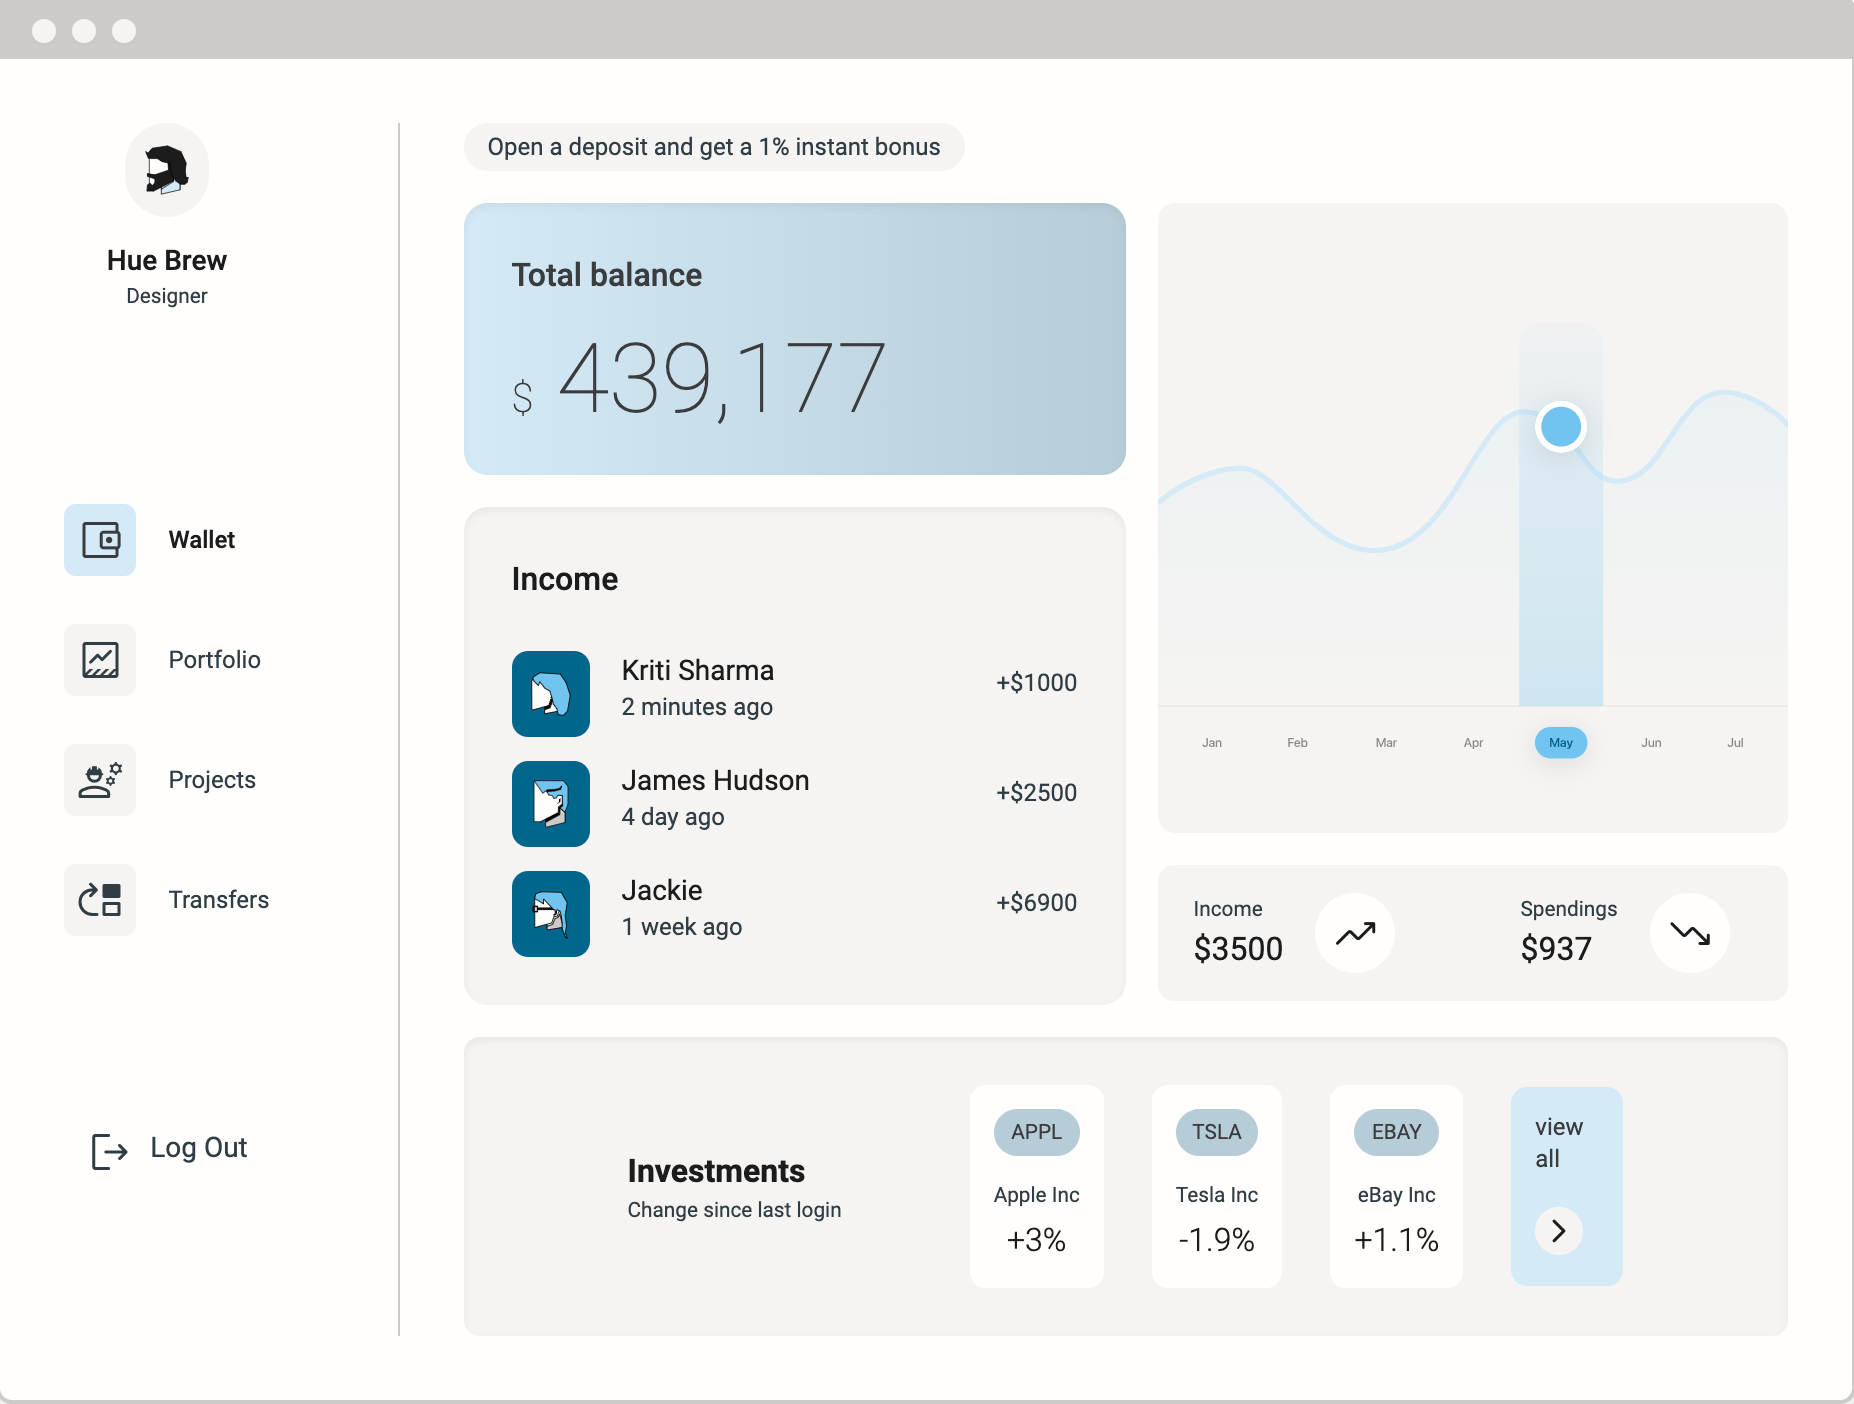 Hue Brew
Designer
Wallet
Portfolio
Projects
Transfers
Log Out
Open a deposit and get a 1% instant bonus
Total balance
$ 439,177
Income
Kriti Sharma
2 minutes ago
+$1000
James Hudson
4 day ago
+$2500
Jackie
1 week ago
+$6900
Jan Feb Mar Apr May Jun Jul
Income
$3500
Spendings
$937
Investments
Change since last login
APPL
Apple Inc
+3%
TSLA
Tesla Inc
-1.9%
EBAY
eBay Inc
+1.1%
view
all